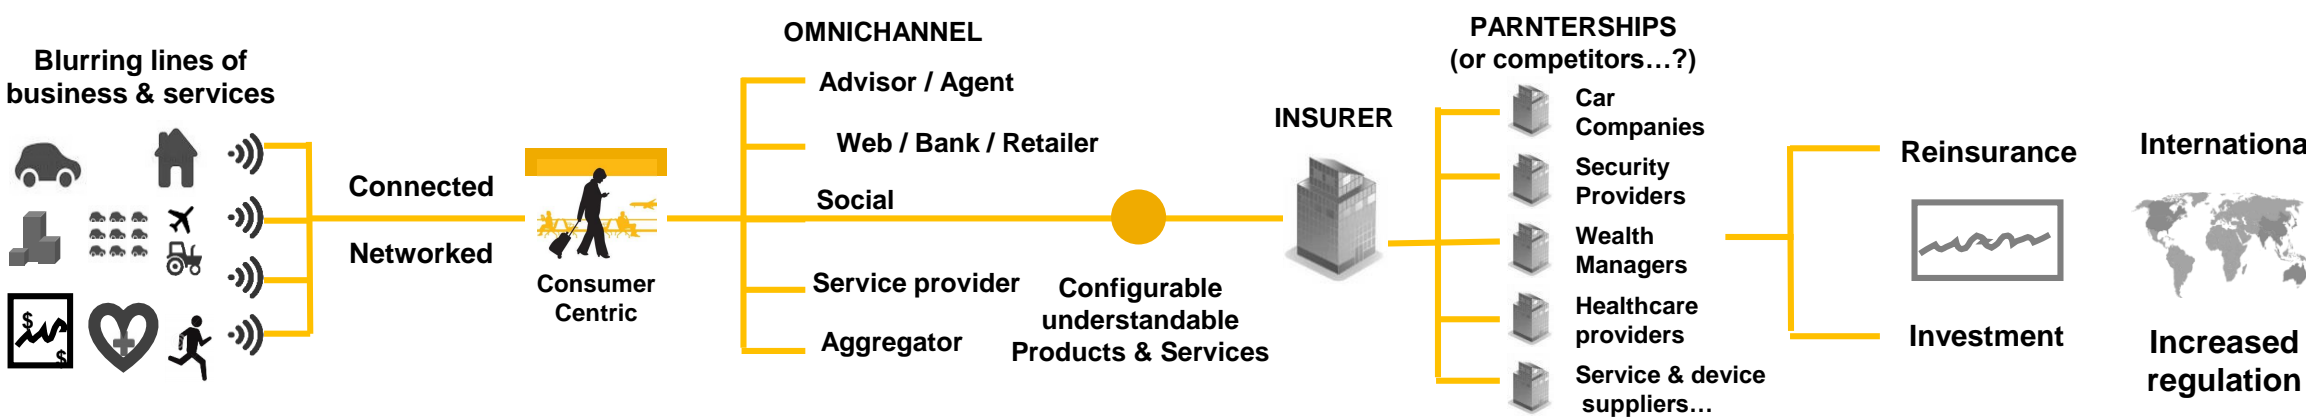 Blurring lines of
business & services
$
$
Connected
Networked
Consumer
Centric
OMNICHANNEL
Advisor / Agent
Web / Bank / Retailer
Social
Service provider
Aggregator
Configurable
understandable
Products & Services
INSURER
PARNTERSHIPS
(or competitors…?)
Car
Companies
Security
Providers
Wealth
Managers
Healthcare
providers
Service & device
suppliers…
Reinsurance
Investment
Internationa
Increased
regulation